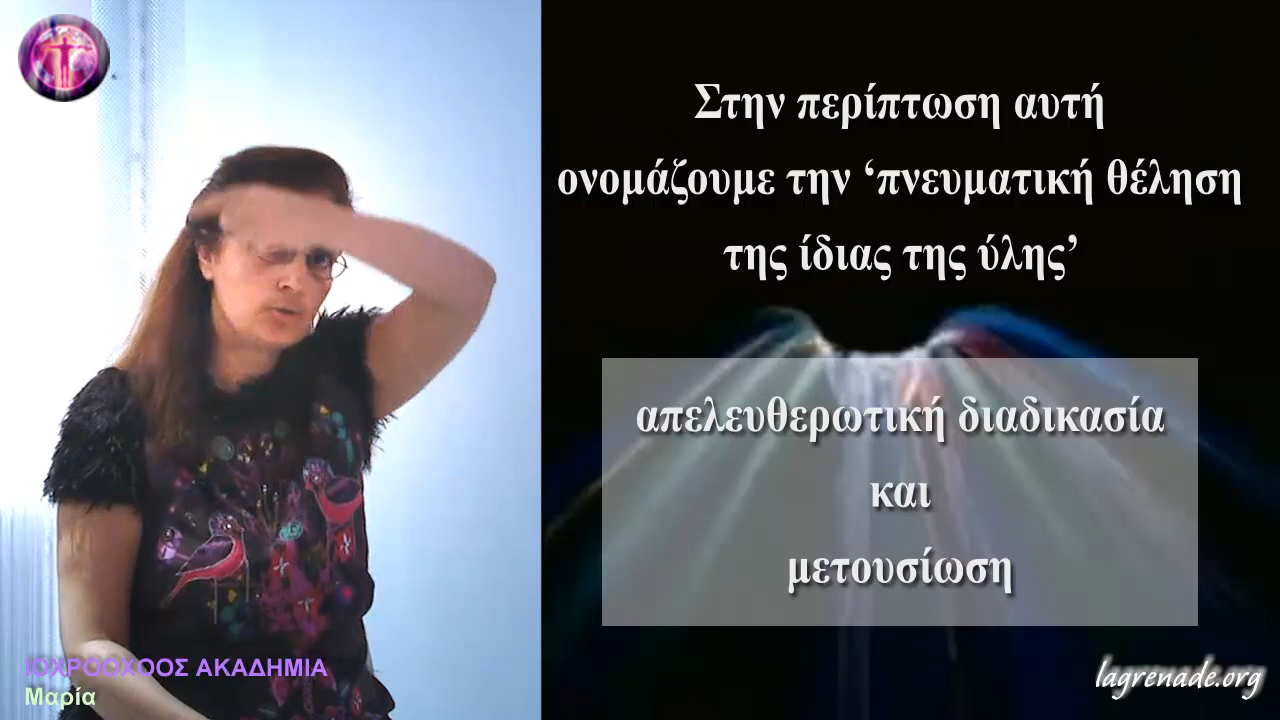 Στην περίπτωση αυτή
ονομάζουμε την ‘πνευματική θέληση
της ίδιας της ύλης’
απελευθερωτική διαδικασία
και
μετουσίωση
ΙΟΧΡΟΟΧΟΟΣ ΑΚΑΔΗΜΙΑ
Μαρία
lagrenade.org